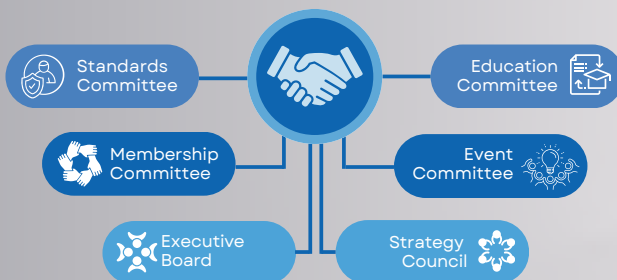 Standards
Committee
Education
Committee
Membership
Committee
Event
Committee
Executive
Board
Strategy
Council